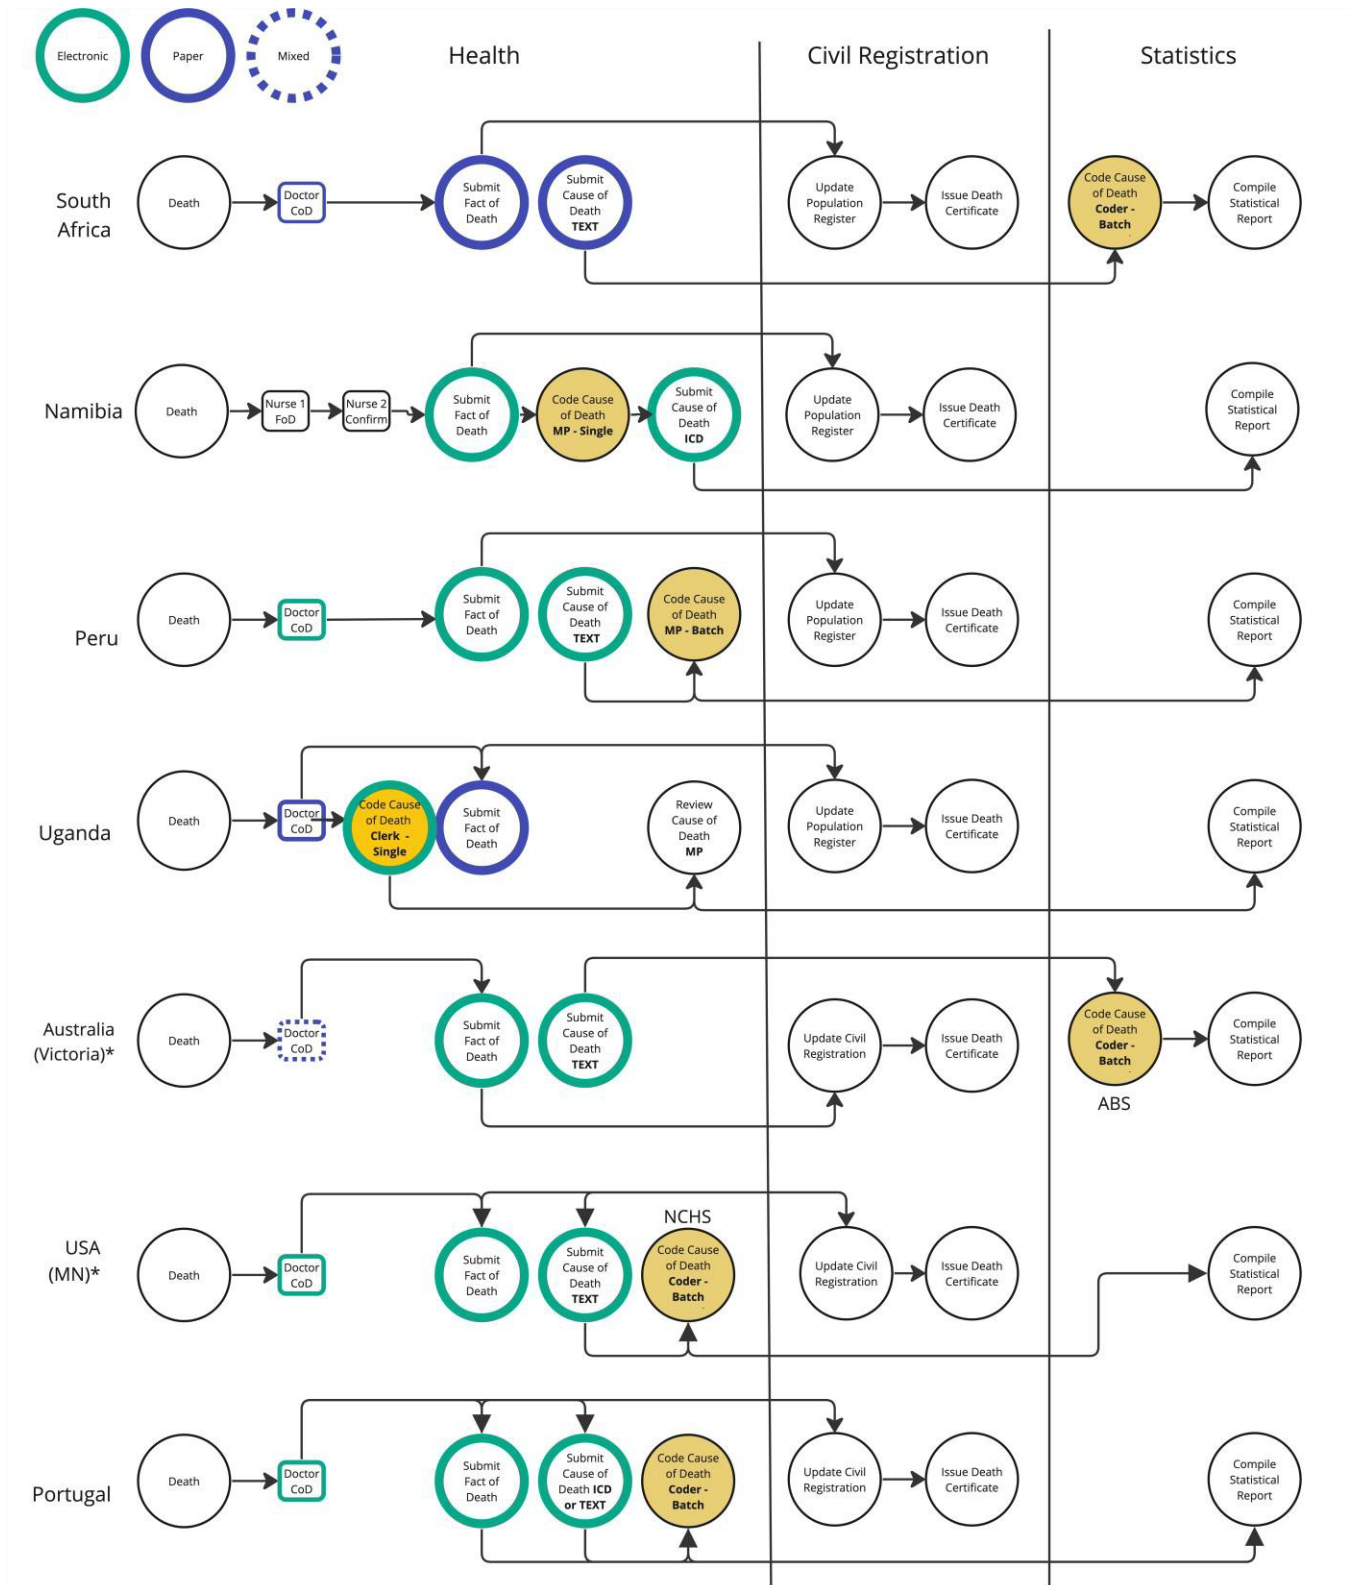 Electronic
Paper
Mixed
Health
Civil Registration
Statistics
South
Africa
Death
Doctor
CoD
Submit
Fact of
Death
Submit
Cause of
Death
TEXT
Update
Population
Register
Issue Death
Certificate
Code Cause
of Death
Coder -
Batch
Compile
Statistical
Report
Namibia
Death
Nurse 1
FoD
Nurse 2
Confirm
Submit
Fact of
Death
Code Cause
of Death
MP - Single
Submit
Cause of
Death
ICD
Update
Population
Register
Issue Death
Certificate
Compile
Statistical
Report
Peru
Death
Doctor
CoD
Submit
Fact of
Death
Submit
Cause of
Death
TEXT
Code Cause
of Death
MP - Batch
Update
Population
Register
Issue Death
Certificate
Compile
Statistical
Report
Uganda
Death
Doctor
CoD
Code Cause
of Death
Clerk -
Single
Submit
Fact of
Death
Review
Cause of
Death
MP
Update
Population
Register
Issue Death
Certificate
Compile
Statistical
Report
Australia
(Victoria)*
Death
Doctor
CoD
Submit
Fact of
Death
Submit
Cause of
Death
TEXT
Update Civil
Registration
Issue Death
Certificate
Code Cause
of Death
Coder -
Batch
ABS
Compile
Statistical
Report
USA
(MN)*
Death
Doctor
CoD
Submit
Fact of
Death
Submit
Cause of
Death
TEXT
NCHS
Code Cause
of Death
Coder -
Batch
Update Civil
Registration
Issue Death
Certificate
Compile
Statistical
Report
Portugal
Death
Doctor
CoD
Submit
Fact of
Death
Submit
Cause of
Death ICD
or TEXT
Code Cause
of Death
Coder -
Batch
Update Civil
Registration
Issue Death
Certificate
Compile
Statistical
Report